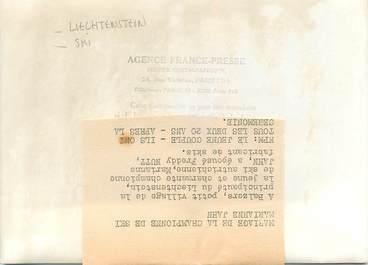 - LIECHTENSTEIN
- SKI
AGENCE FRANCE-PRESSE
MARIAGE DE LA CHAMPIONNE DE SKI
MARIANNE JAHN
A Balzers, petit village de la
principauté du Liechtenstein,
la jeune et charmante championne
de ski autrichienne, Marianne
JAHN, a épousé Freddy NUTT,
fabricant de skis.
NPM: LE JEUNE COUPLE - ILS ONT
TOUS LES DEUX 20 ANS - APRES LA
CEREMONIE.